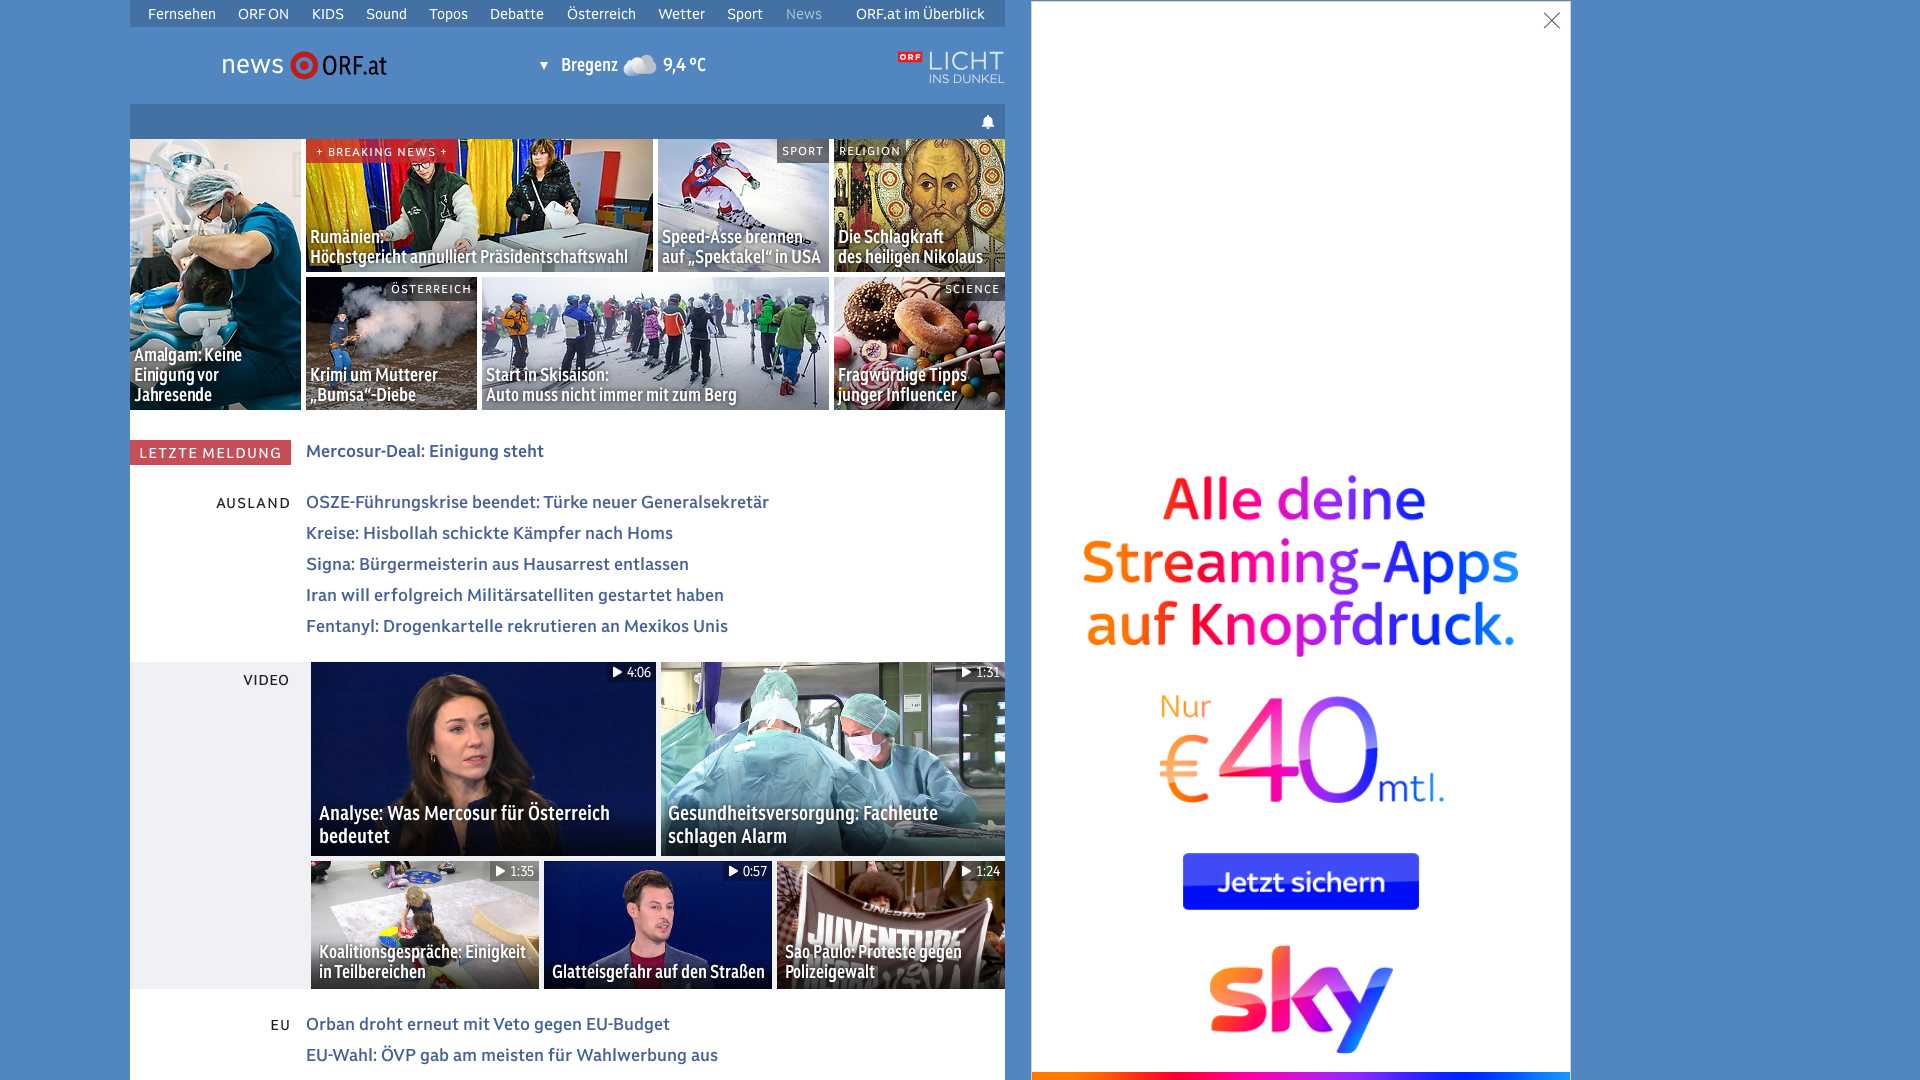 Fernsehen ORF ON KIDS Sound Topos Debatte Österreich Wetter Sport News ORF.at im Überblick
news ORF.at
▼ Bregenz 9,4 °C
ORF LICHT
INS DUNKEL
Amalgam: Keine
Einigung vor
Jahresende
+ BREAKING NEWS +
Rumänien:
Höchstgericht annulliert Präsidentschaftswahl
SPORT
Speed-Asse brennen
auf „Spektakel“ in USA
RELIGION
Die Schlagkraft
des heiligen Nikolaus
ÖSTERREICH
Krimi um Mutterer
„Bumsa“-Diebe
Start in Skisaison:
Auto muss nicht immer mit zum Berg
SCIENCE
Fragwürdige Tipps
junger Influencer
LETZTE MELDUNG
Mercosur-Deal: Einigung steht
AUSLAND
OSZE-Führungskrise beendet: Türke neuer Generalsekretär
Kreise: Hisbollah schickte Kämpfer nach Homs
Signa: Bürgermeisterin aus Hausarrest entlassen
Iran will erfolgreich Militärsatelliten gestartet haben
Fentanyl: Drogenkartelle rekrutieren an Mexikos Unis
VIDEO
4:06
Analyse: Was Mercosur für Österreich
bedeutet
1:31
Gesundheitsversorgung: Fachleute
schlagen Alarm
1:35
Koalitionsgespräche: Einigkeit
in Teilbereichen
0:57
Glatteisgefahr auf den Straßen
1:24
JUVENTUDE
Sao Paulo: Proteste gegen
Polizeigewalt
EU
Orban droht erneut mit Veto gegen EU-Budget
EU-Wahl: ÖVP gab am meisten für Wahlwerbung aus
Alle deine
Streaming-Apps
auf Knopfdruck.
Nur
€ 40 mtl.
Jetzt sichern
sky